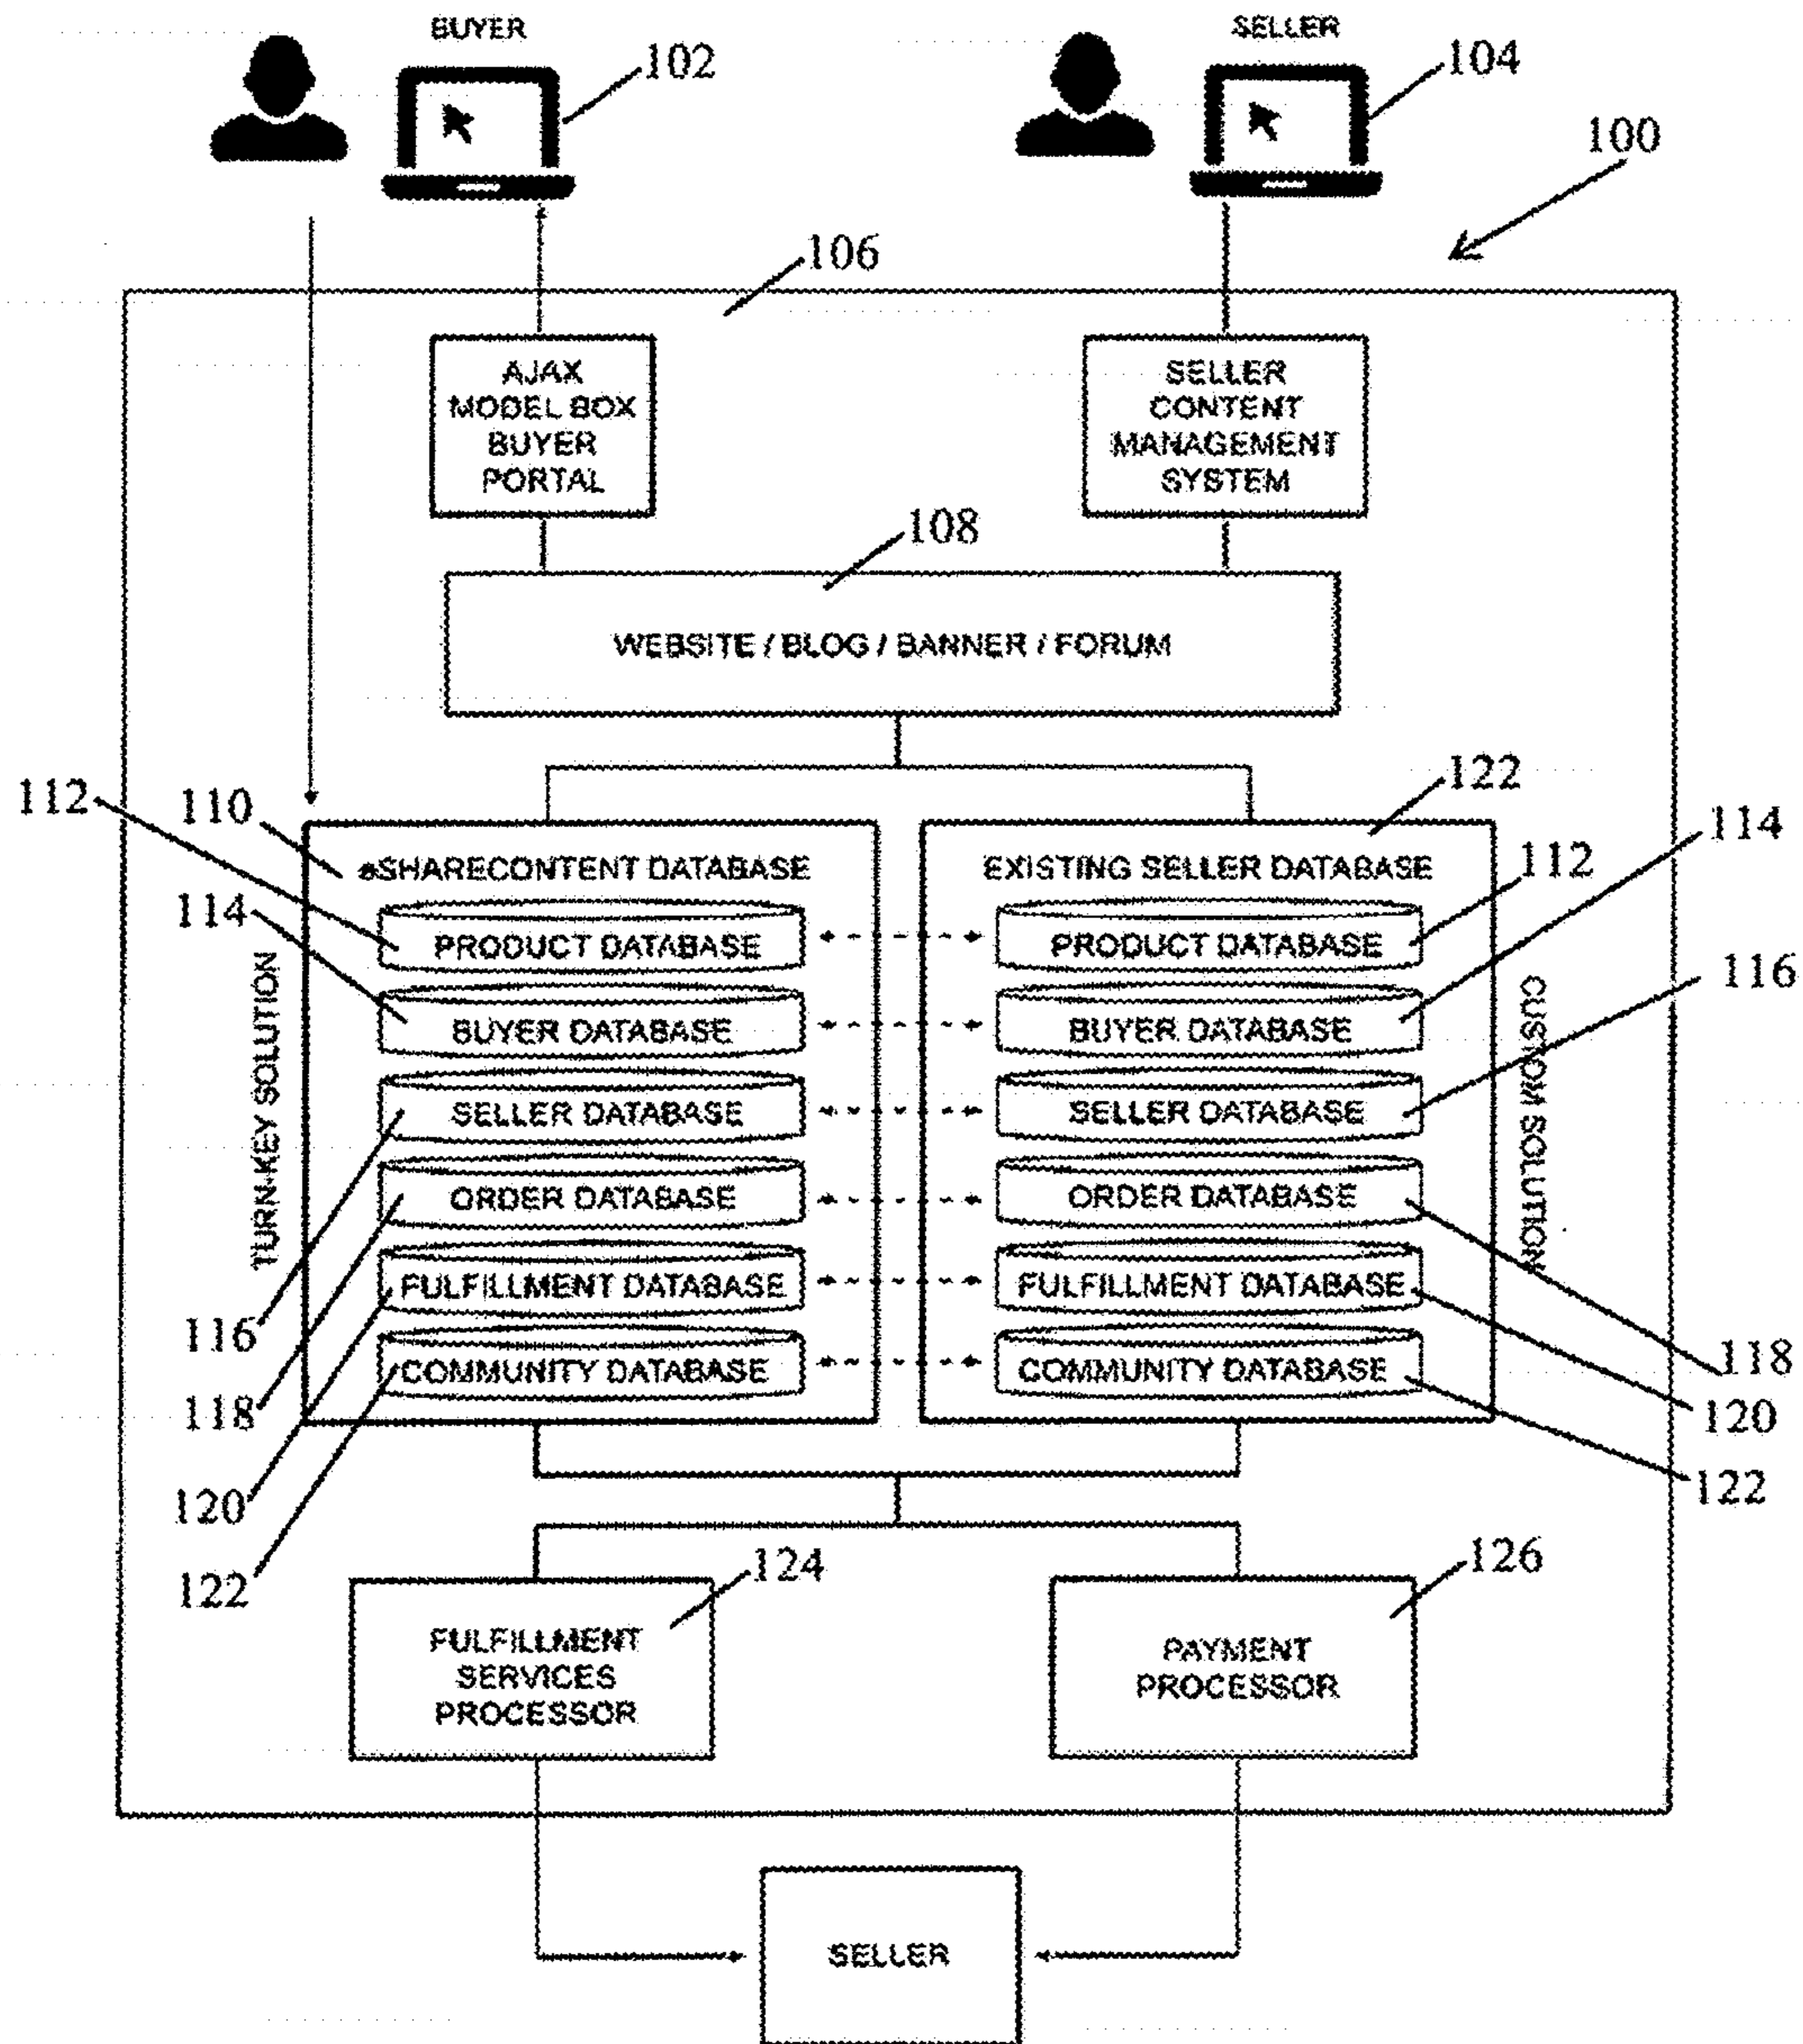 BUYER
SELLER
102
104
100
106
AJAX
MODEL BOX
BUYER
PORTAL
SELLER
CONTENT
MANAGEMENT
SYSTEM
108
WEBSITE / BLOG / BANNER / FORUM
112
110
122
114
eSHARECONTENT DATABASE
EXISTING SELLER DATABASE
112
114
PRODUCT DATABASE
PRODUCT DATABASE
116
BUYER DATABASE
BUYER DATABASE
SELLER DATABASE
SELLER DATABASE
TURN-KEY SOLUTION
CUSTOM SOLUTION
ORDER DATABASE
ORDER DATABASE
FULFILLMENT DATABASE
FULFILLMENT DATABASE
116
COMMUNITY DATABASE
COMMUNITY DATABASE
118
118
120
120
122
122
124
126
FULFILLMENT
SERVICES
PROCESSOR
PAYMENT
PROCESSOR
SELLER